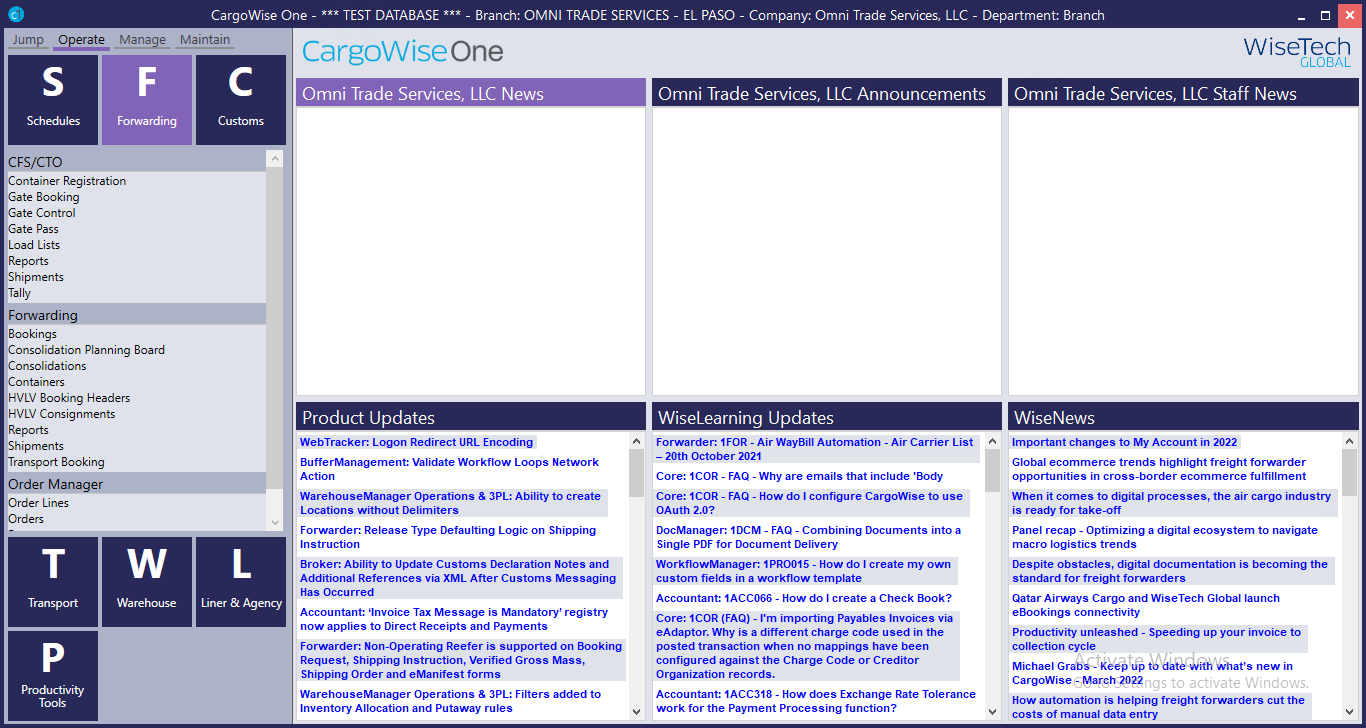 CargoWise One - *** TEST DATABASE *** - Branch: OMNI TRADE SERVICES - EL PASO - Company: Omni Trade Services, LLC - Department: Branch
Jump Operate Manage Maintain
S
Schedules
F
Forwarding
C
Customs
CFS/CTO
Container Registration
Gate Booking
Gate Control
Gate Pass
Load Lists
Reports
Shipments
Tally
Forwarding
Bookings
Consolidation Planning Board
Consolidations
Containers
HVLV Booking Headers
HVLV Consignments
Reports
Shipments
Transport Booking
Order Manager
Order Lines
Orders
T
Transport
W
Warehouse
L
Liner & Agency
P
Productivity
Tools
CargoWise One
WiseTech
GLOBAL
Omni Trade Services, LLC News
Omni Trade Services, LLC Announcements
Omni Trade Services, LLC Staff News
Product Updates
WebTracker: Logon Redirect URL Encoding
BufferManagement: Validate Workflow Loops Network
Action
WarehouseManager Operations & 3PL: Ability to create
Locations without Delimiters
Forwarder: Release Type Defaulting Logic on Shipping
Instruction
Broker: Ability to Update Customs Declaration Notes and
Additional References via XML After Customs Messaging
Has Occurred
Accountant: ‘Invoice Tax Message is Mandatory’ registry
now applies to Direct Receipts and Payments
Forwarder: Non-Operating Reefer is supported on Booking
Request, Shipping Instruction, Verified Gross Mass,
Shipping Order and eManifest forms
WarehouseManager Operations & 3PL: Filters added to
Inventory Allocation and Putaway rules
WiseLearning Updates
Forwarder: 1FOR - Air WayBill Automation - Air Carrier List
– 20th October 2021
Core: 1COR - FAQ - Why are emails that include 'Body
Core: 1COR - FAQ - How do I configure CargoWise to use
OAuth 2.0?
DocManager: 1DCM - FAQ - Combining Documents into a
Single PDF for Document Delivery
WorkflowManager: 1PRO015 - How do I create my own
custom fields in a workflow template
Accountant: 1ACC066 - How do I create a Check Book?
Core: 1COR (FAQ) - I'm importing Payables Invoices via
eAdaptor. Why is a different charge code used in the
posted transaction when no mappings have been
configured against the Charge Code or Creditor
Organization records.
Accountant: 1ACC318 - How does Exchange Rate Tolerance
work for the Payment Processing function?
WiseNews
Important changes to My Account in 2022
Global ecommerce trends highlight freight forwarder
opportunities in cross-border ecommerce fulfillment
When it comes to digital processes, the air cargo industry
is ready for take-off
Panel recap - Optimizing a digital ecosystem to navigate
macro logistics trends
Despite obstacles, digital documentation is becoming the
standard for freight forwarders
Qatar Airways Cargo and WiseTech Global launch
eBookings connectivity
Productivity unleashed - Speeding up your invoice to
collection cycle
Michael Grabs - Keep up to date with what's new in
CargoWise - March 2022
How automation is helping freight forwarders cut the
costs of manual data entry
Activate Windows
Go to Settings to activate Windows.